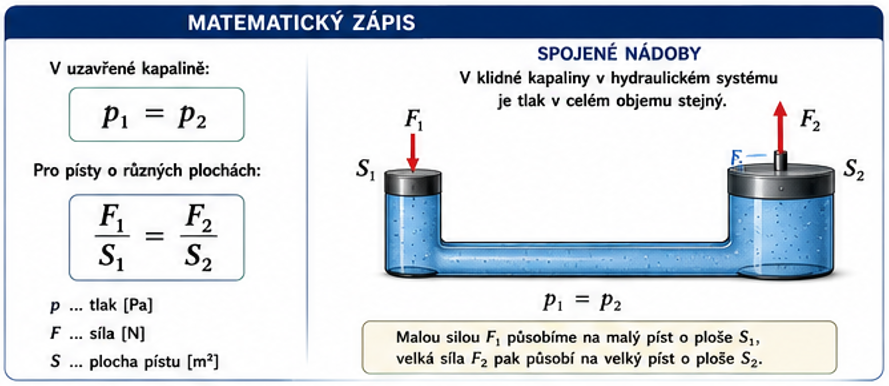 MATEMATICKÝ ZÁPIS
V uzavřené kapalině:
p₁ = p₂
Pro písty o různých plochách:
F₁/S₁ = F₂/S₂
p ... tlak [Pa]
F ... síla [N]
S ... plocha pístu [m²]
SPOJENÉ NÁDOBY
V klidné kapaliny v hydraulickém systému
je tlak v celém objemu stejný.
F₁
F₂
S₁
S₂
p₁ = p₂
Malou silou F₁ působíme na malý píst o ploše S₁,
velká síla F₂ pak působí na velký píst o ploše S₂.